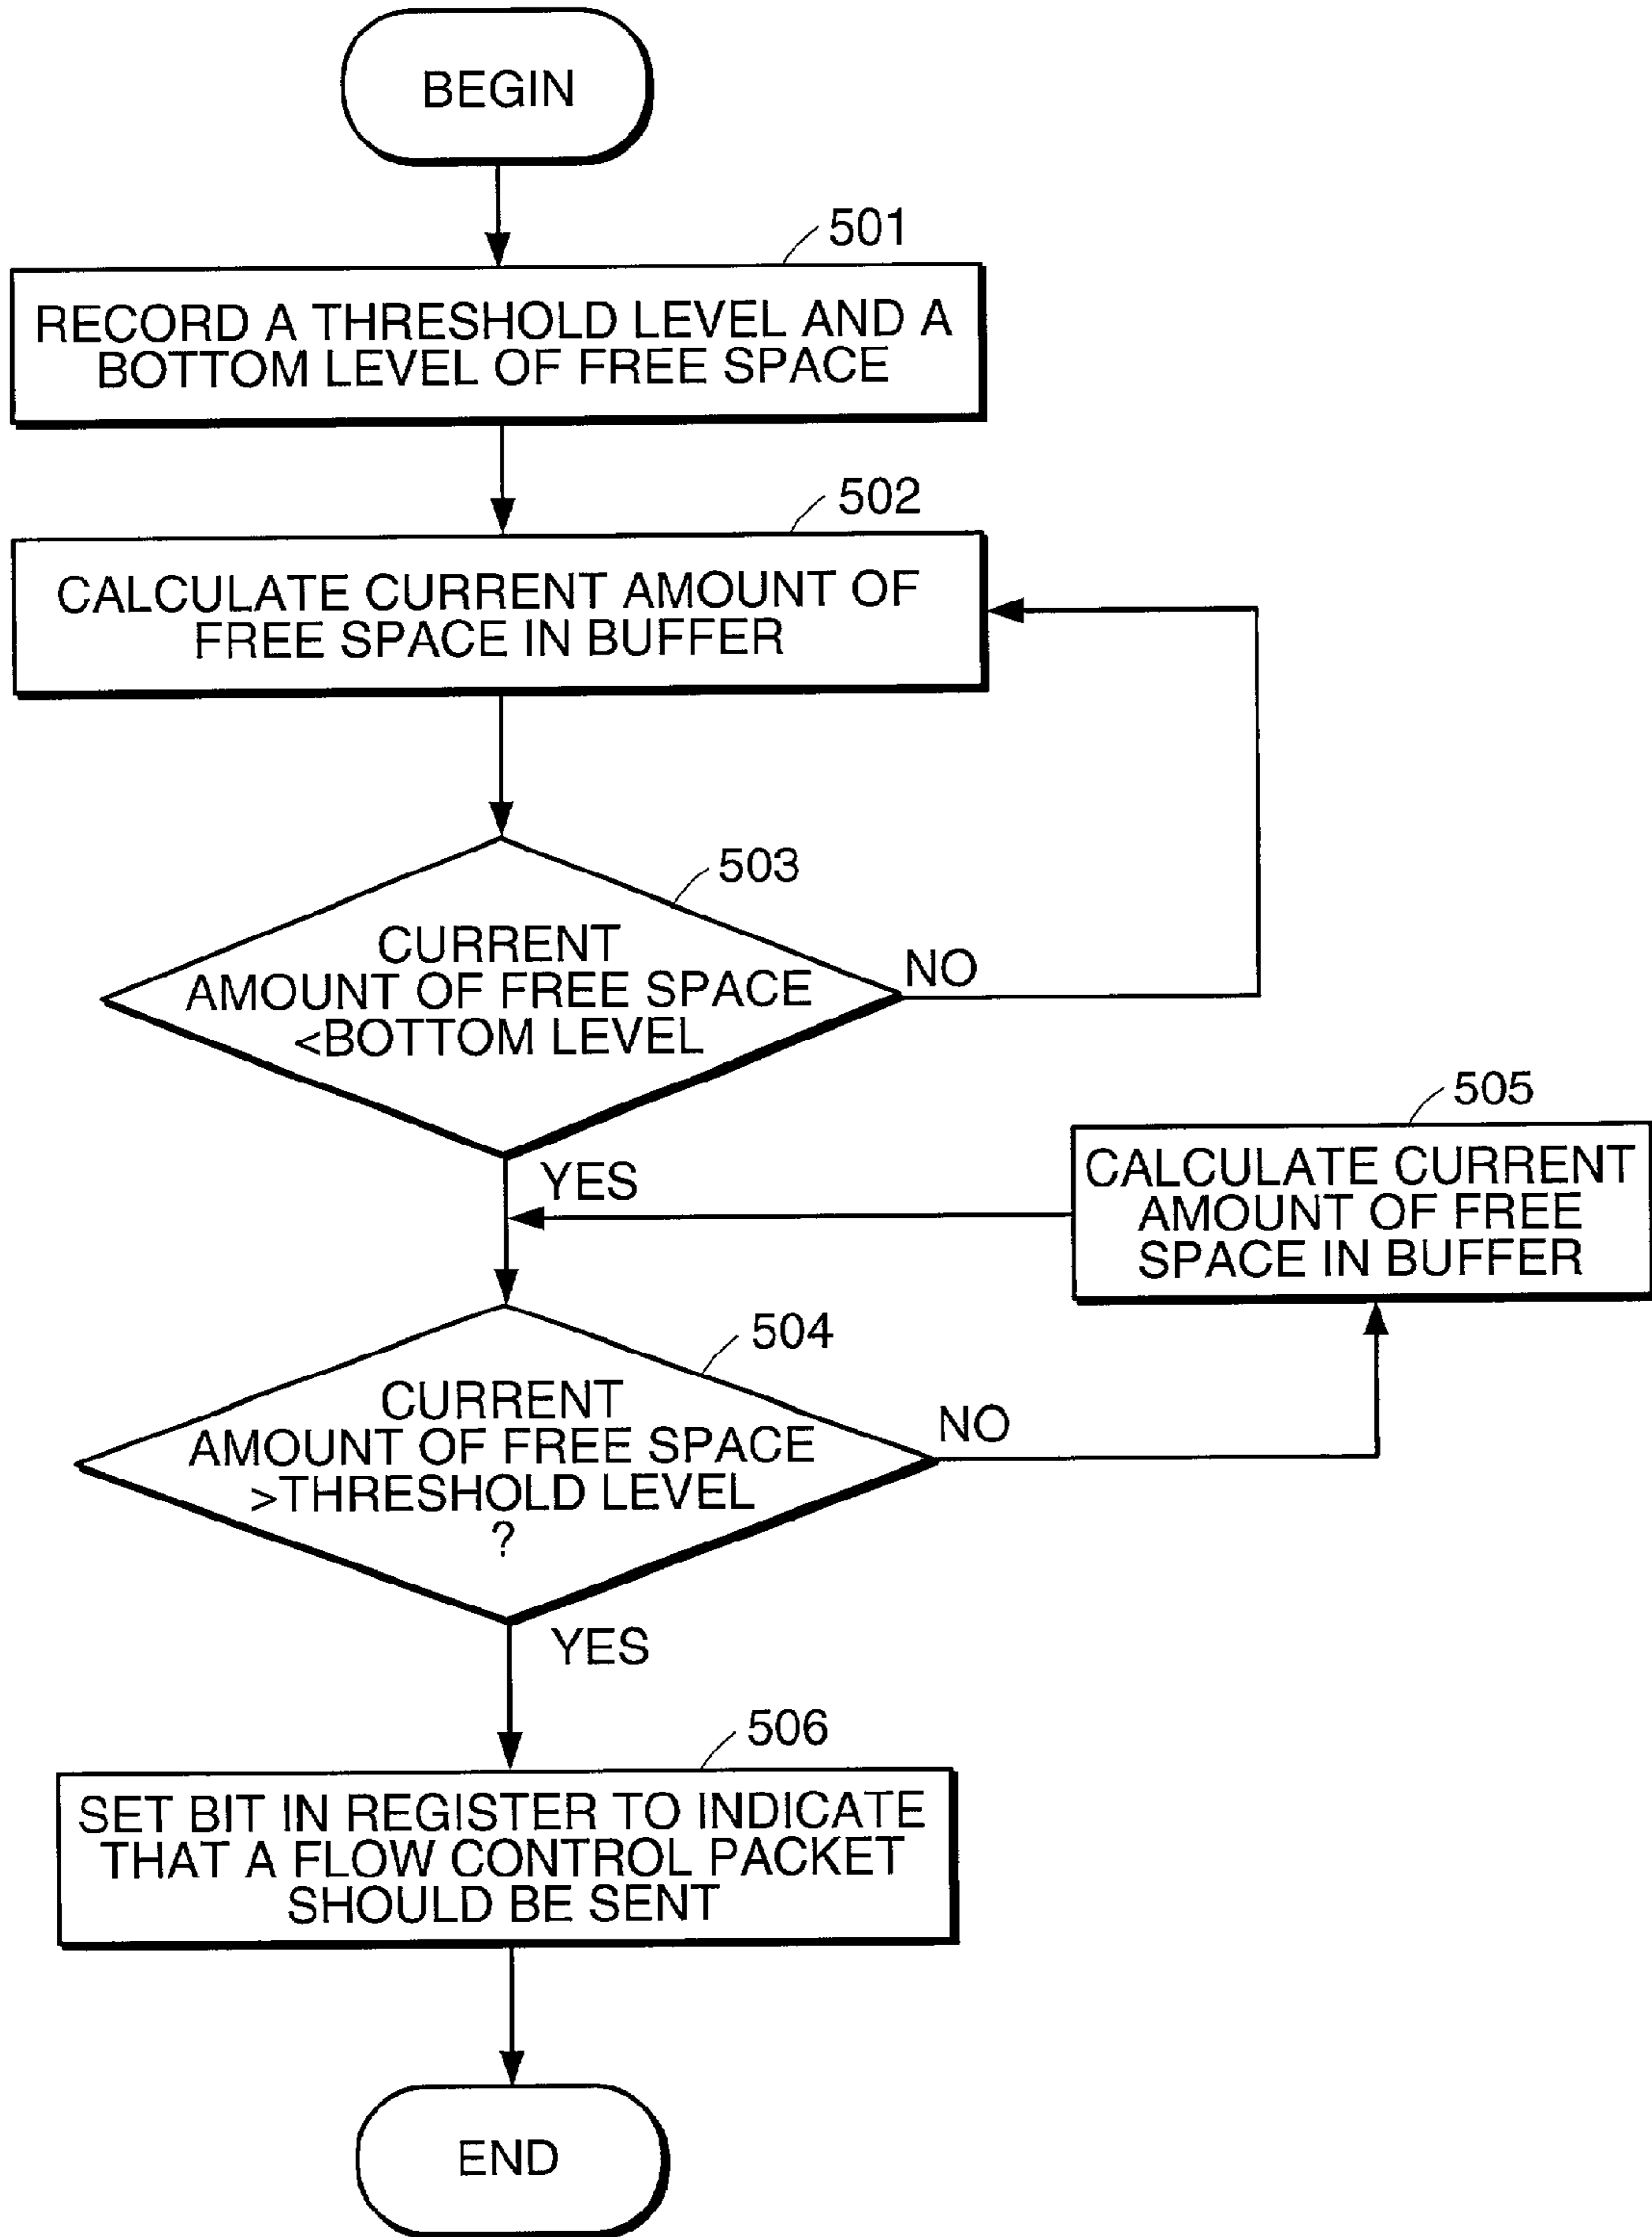 BEGIN
501
RECORD A THRESHOLD LEVEL AND A
BOTTOM LEVEL OF FREE SPACE
502
CALCULATE CURRENT AMOUNT OF
FREE SPACE IN BUFFER
503
CURRENT
AMOUNT OF FREE SPACE
<BOTTOM LEVEL
NO
YES
505
CALCULATE CURRENT
AMOUNT OF FREE
SPACE IN BUFFER
504
CURRENT
AMOUNT OF FREE SPACE
>THRESHOLD LEVEL
?
NO
YES
506
SET BIT IN REGISTER TO INDICATE
THAT A FLOW CONTROL PACKET
SHOULD BE SENT
END